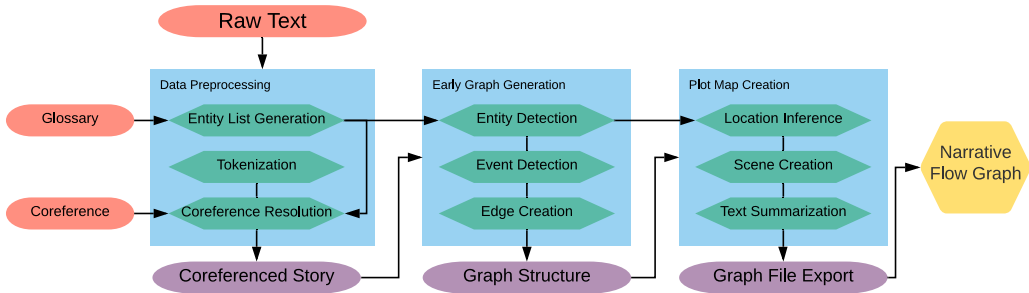 Raw Text
Data Preprocessing
Early Graph Generation
Plot Map Creation
Glossary
Entity List Generation
Entity Detection
Location Inference
Tokenization
Event Detection
Scene Creation
Narrative
Flow Graph
Coreference
Coreference Resolution
Edge Creation
Text Summarization
Coreferenced Story
Graph Structure
Graph File Export